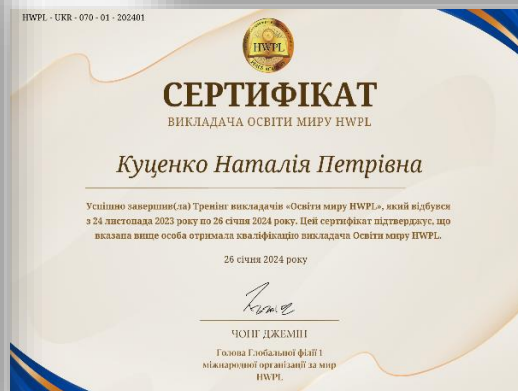 HWPL - UKR - 070 - 01 - 202401
HWPL
СЕРТИФІКАТ
ВИКЛАДАЧА ОСВІТИ МИРУ HWPL
Куценко Наталія Петрівна
Успішно завершив(ла) Тренінг викладачів «Освіти миру HWPL», який відбувся
з 24 листопада 2023 року по 26 січня 2024 року. Цей сертифікат підтверджує, що
вказана вище особа отримала кваліфікацію викладача Освіти миру HWPL.
26 січня 2024 року
ЧОНГ ДЖЕМІН
Голова Глобальної філії 1
міжнародної організації за мир
HWPL